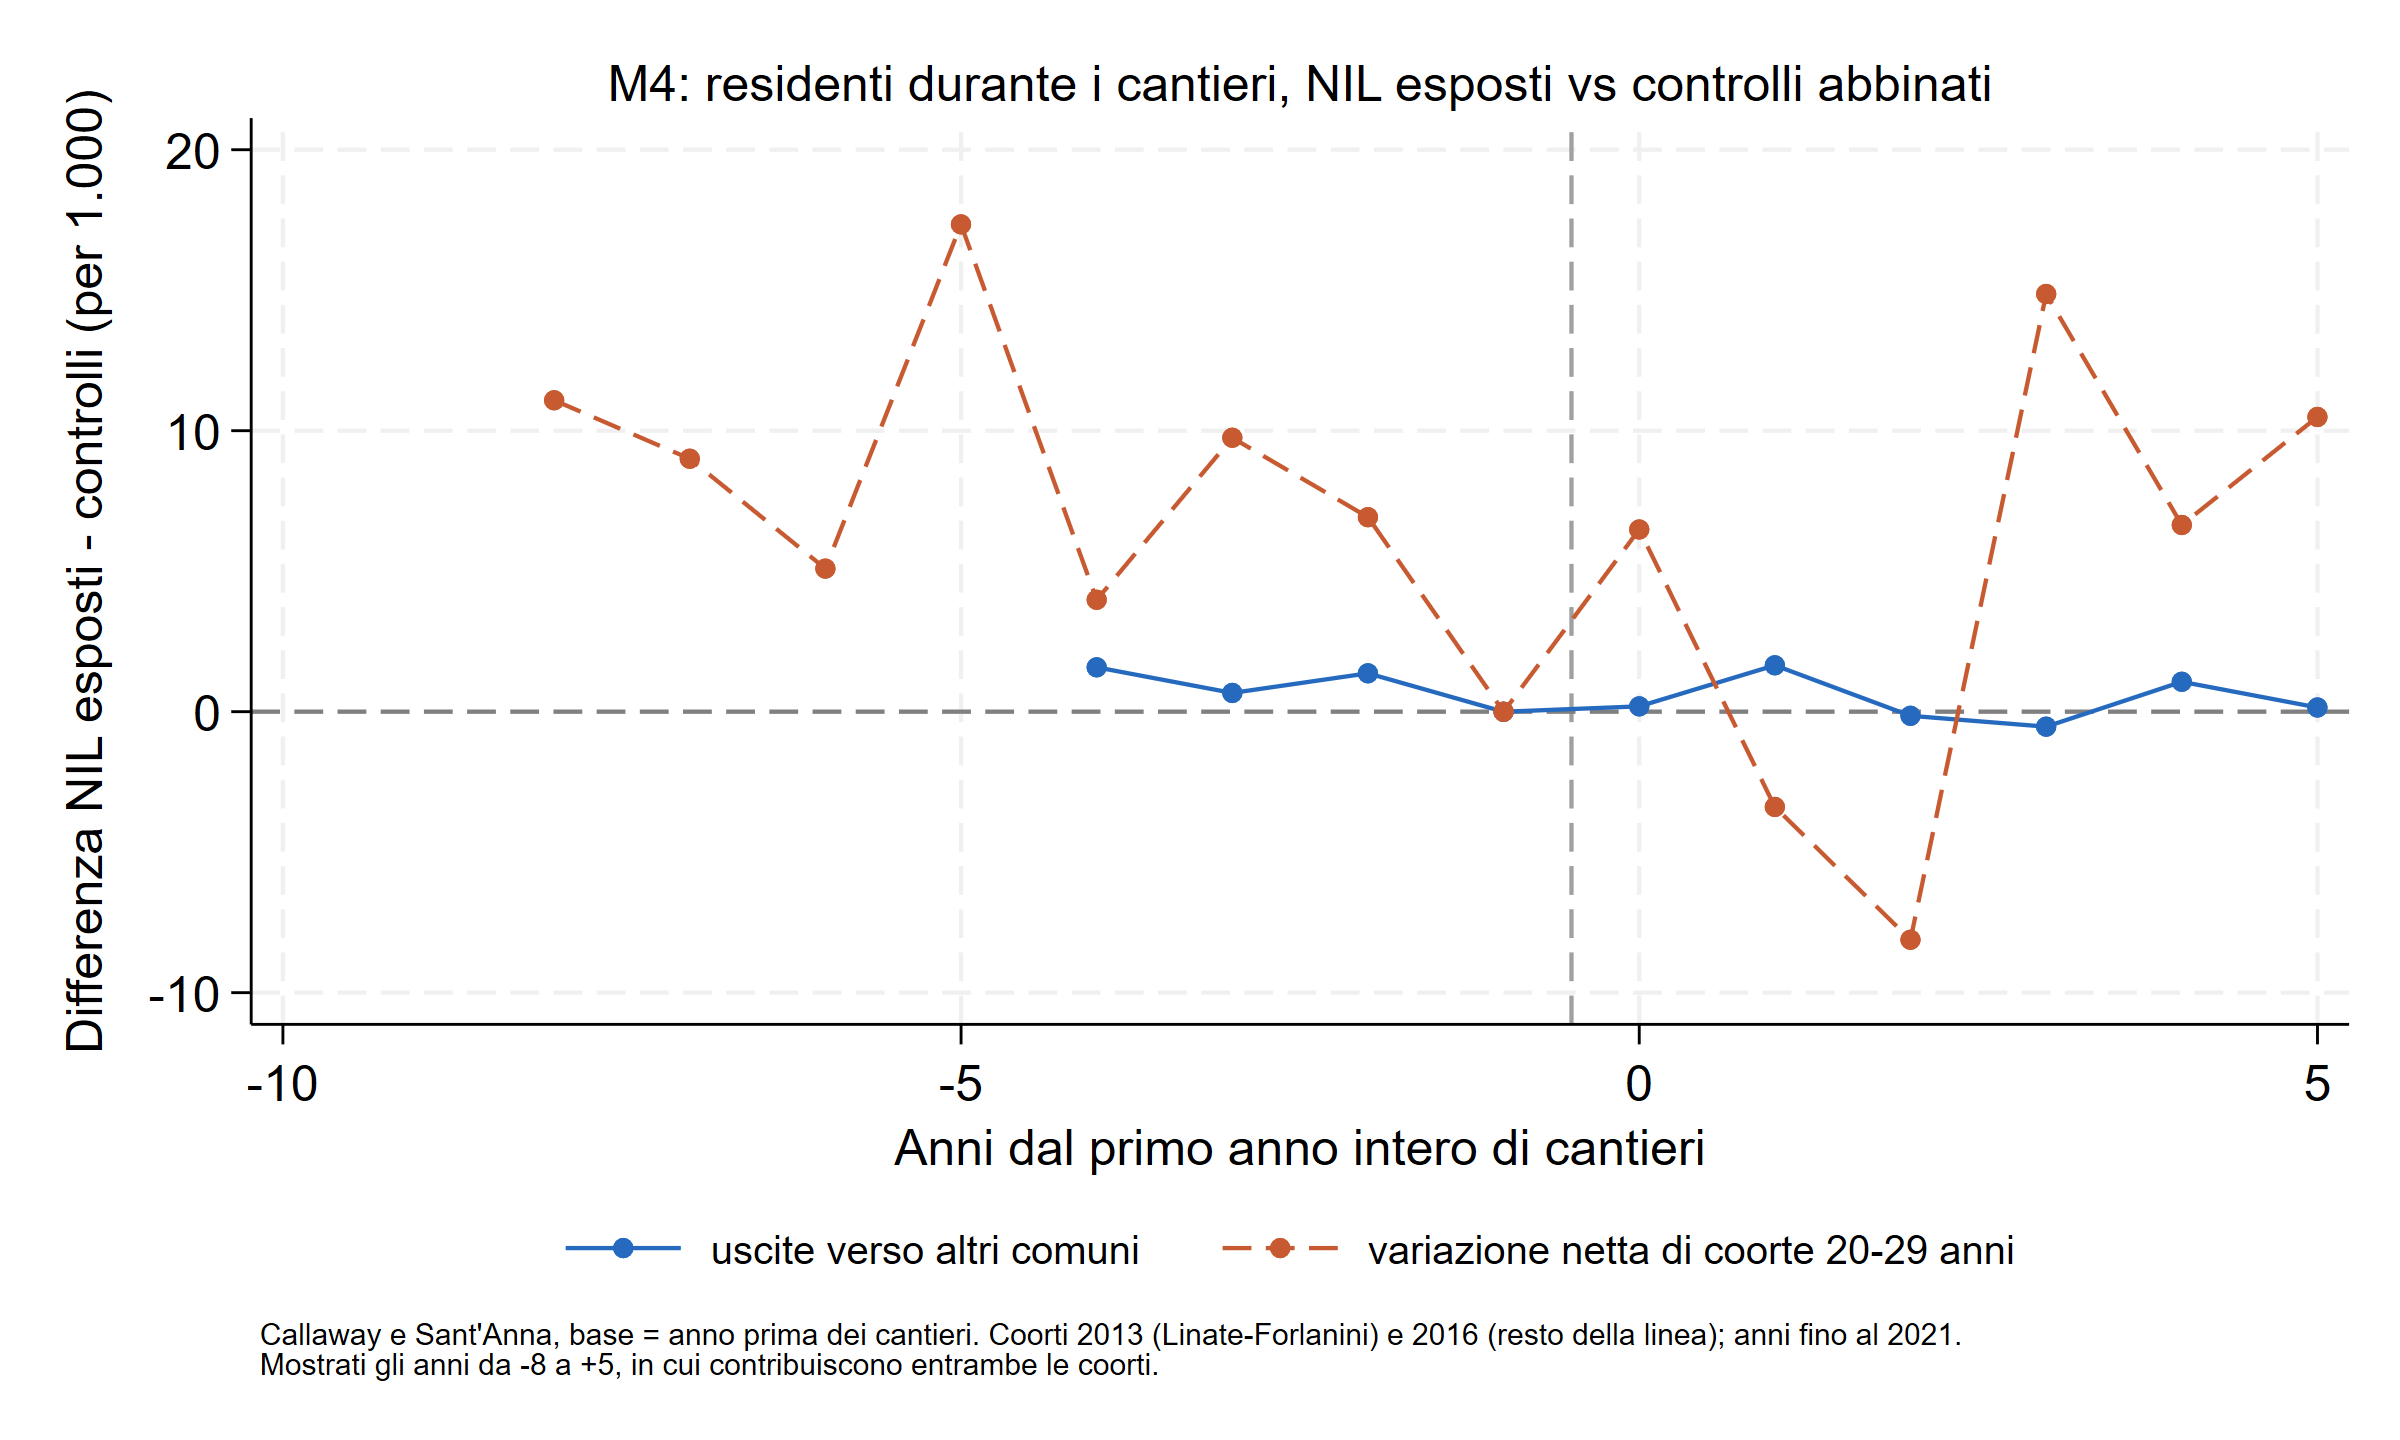 M4: residenti durante i cantieri, NIL esposti vs controlli abbinati
Differenza NIL esposti - controlli (per 1.000)
20
10
0
-10
-10
-5
0
5
Anni dal primo anno intero di cantieri
uscite verso altri comuni
variazione netta di coorte 20-29 anni
Callaway e Sant'Anna, base = anno prima dei cantieri. Coorti 2013 (Linate-Forlanini) e 2016 (resto della linea); anni fino al 2021.
Mostrati gli anni da -8 a +5, in cui contribuiscono entrambe le coorti.